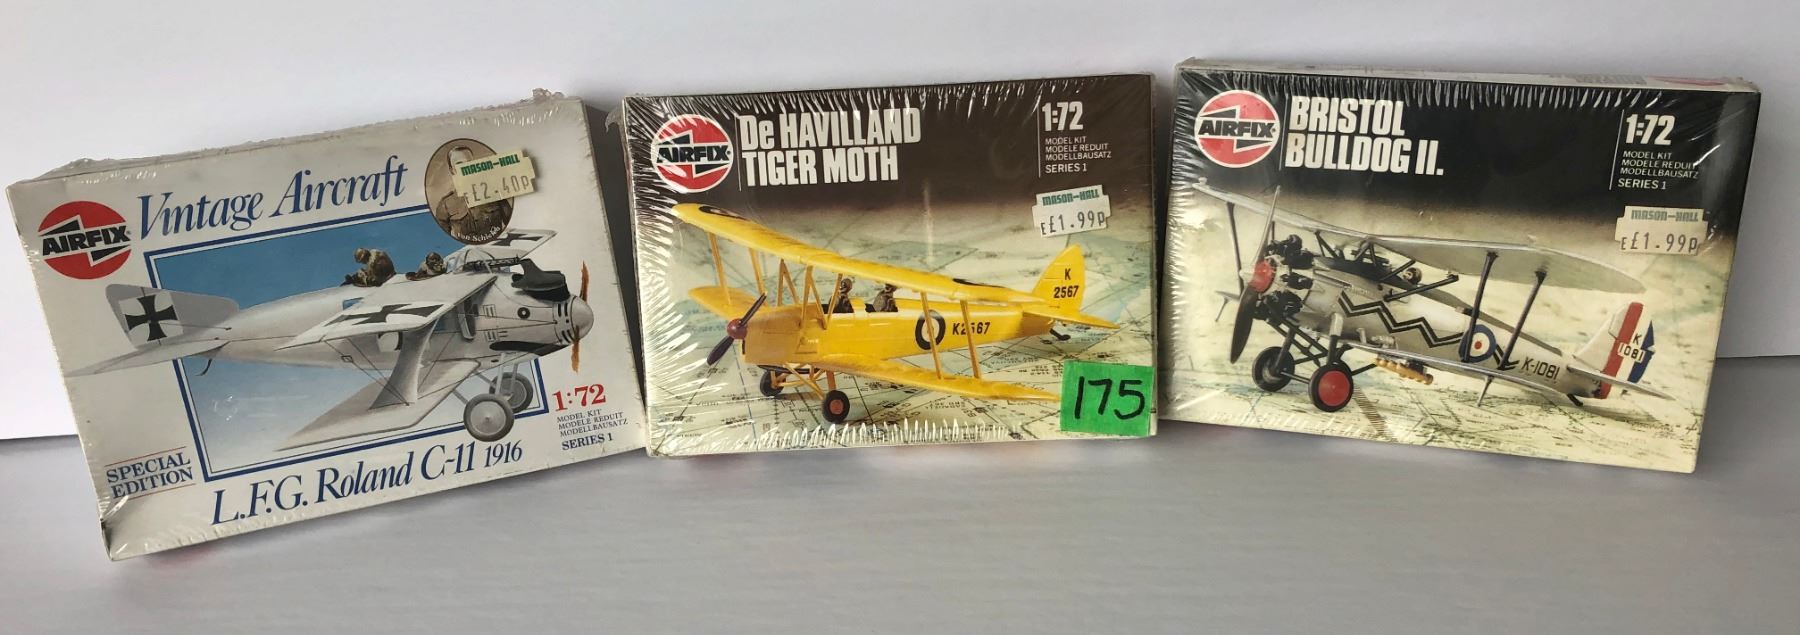 Vintage Aircraft
AIRFIX
MASON-HALL
£2.40p
von Schleich
1:72
MODEL KIT
MODELE REDUIT
MODELLBAUSATZ
SERIES 1
SPECIAL
EDITION
L.F.G. Roland C-11 1916
AIRFIX
De HAVILLAND
TIGER MOTH
1:72
MODEL KIT
MODELE REDUIT
MODELLBAUSATZ
SERIES 1
MASON-HALL
£1.99p
K
2567
K2567
175
AIRFIX
BRISTOL
BULLDOG II.
1:72
MODEL KIT
MODELE REDUIT
MODELLBAUSATZ
SERIES 1
MASON-HALL
£1.99p
K
1081
K-1081